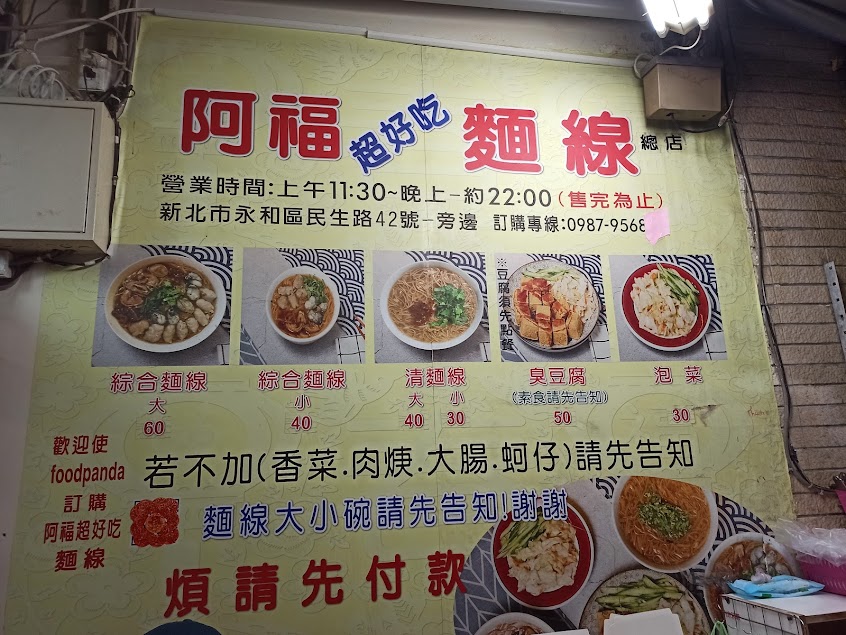 阿福超好吃麵線總店
營業時間:上午11:30~晚上-約22:00(售完為止)
新北市永和區民生路42號-旁邊 訂購專線:0987-9568
※豆腐須先點餐
綜合麵線 綜合麵線 清麵線 臭豆腐 泡菜
大 小 大 小 (素食請先告知)
60 40 40 30 50 30
歡迎使
foodpanda
訂購
阿福超好吃
麵線
若不加(香菜.肉焿.大腸.蚵仔)請先告知
麵線大小碗請先告知!謝謝
煩請先付款